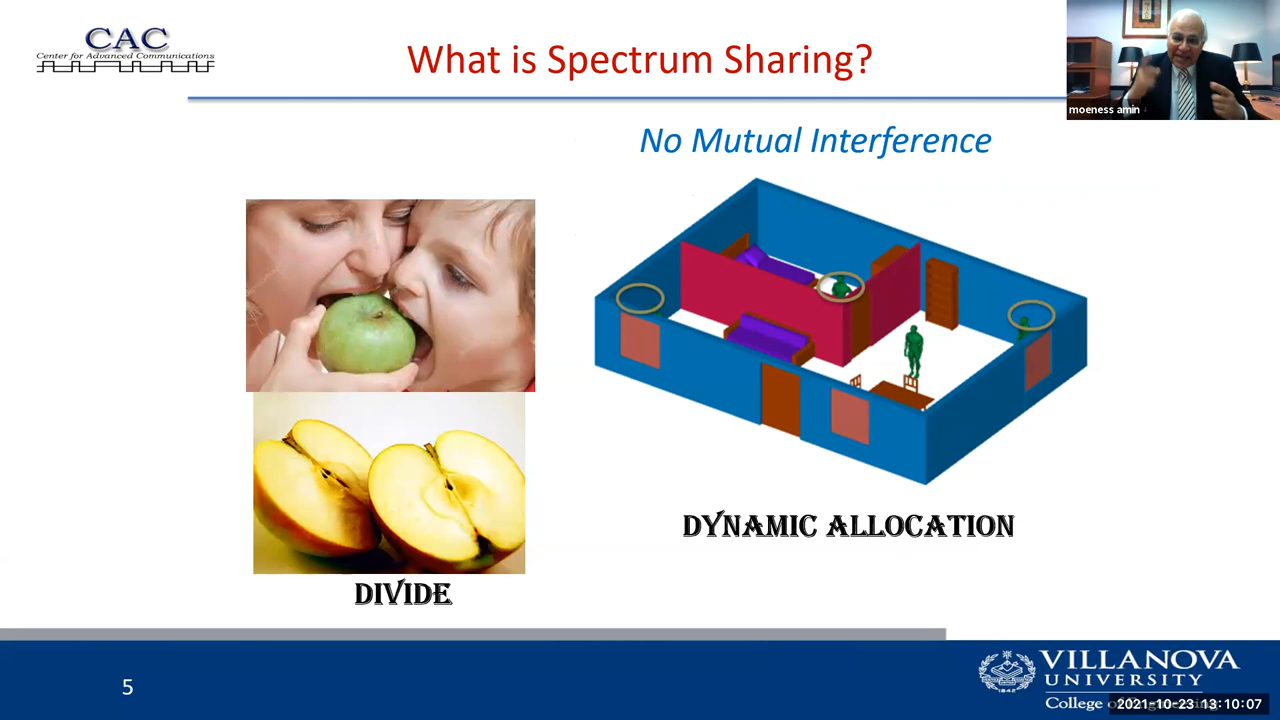 CAC
Center for Advanced Communications
What is Spectrum Sharing?
moeness amin
No Mutual Interference
DYNAMIC ALLOCATION
DIVIDE
5
VILLANOVA
UNIVERSITY
College of
2021-10-23 13:10:07